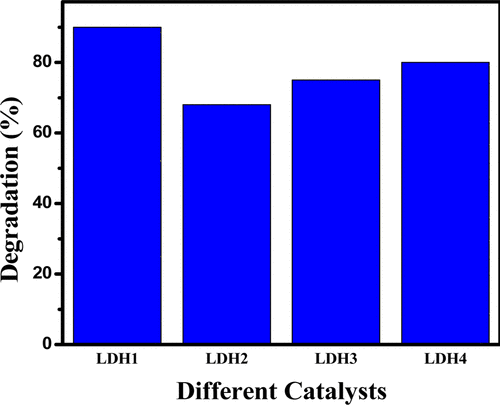 Degradation (%)
80
60
40
20
0
LDH1 LDH2 LDH3 LDH4
Different Catalysts